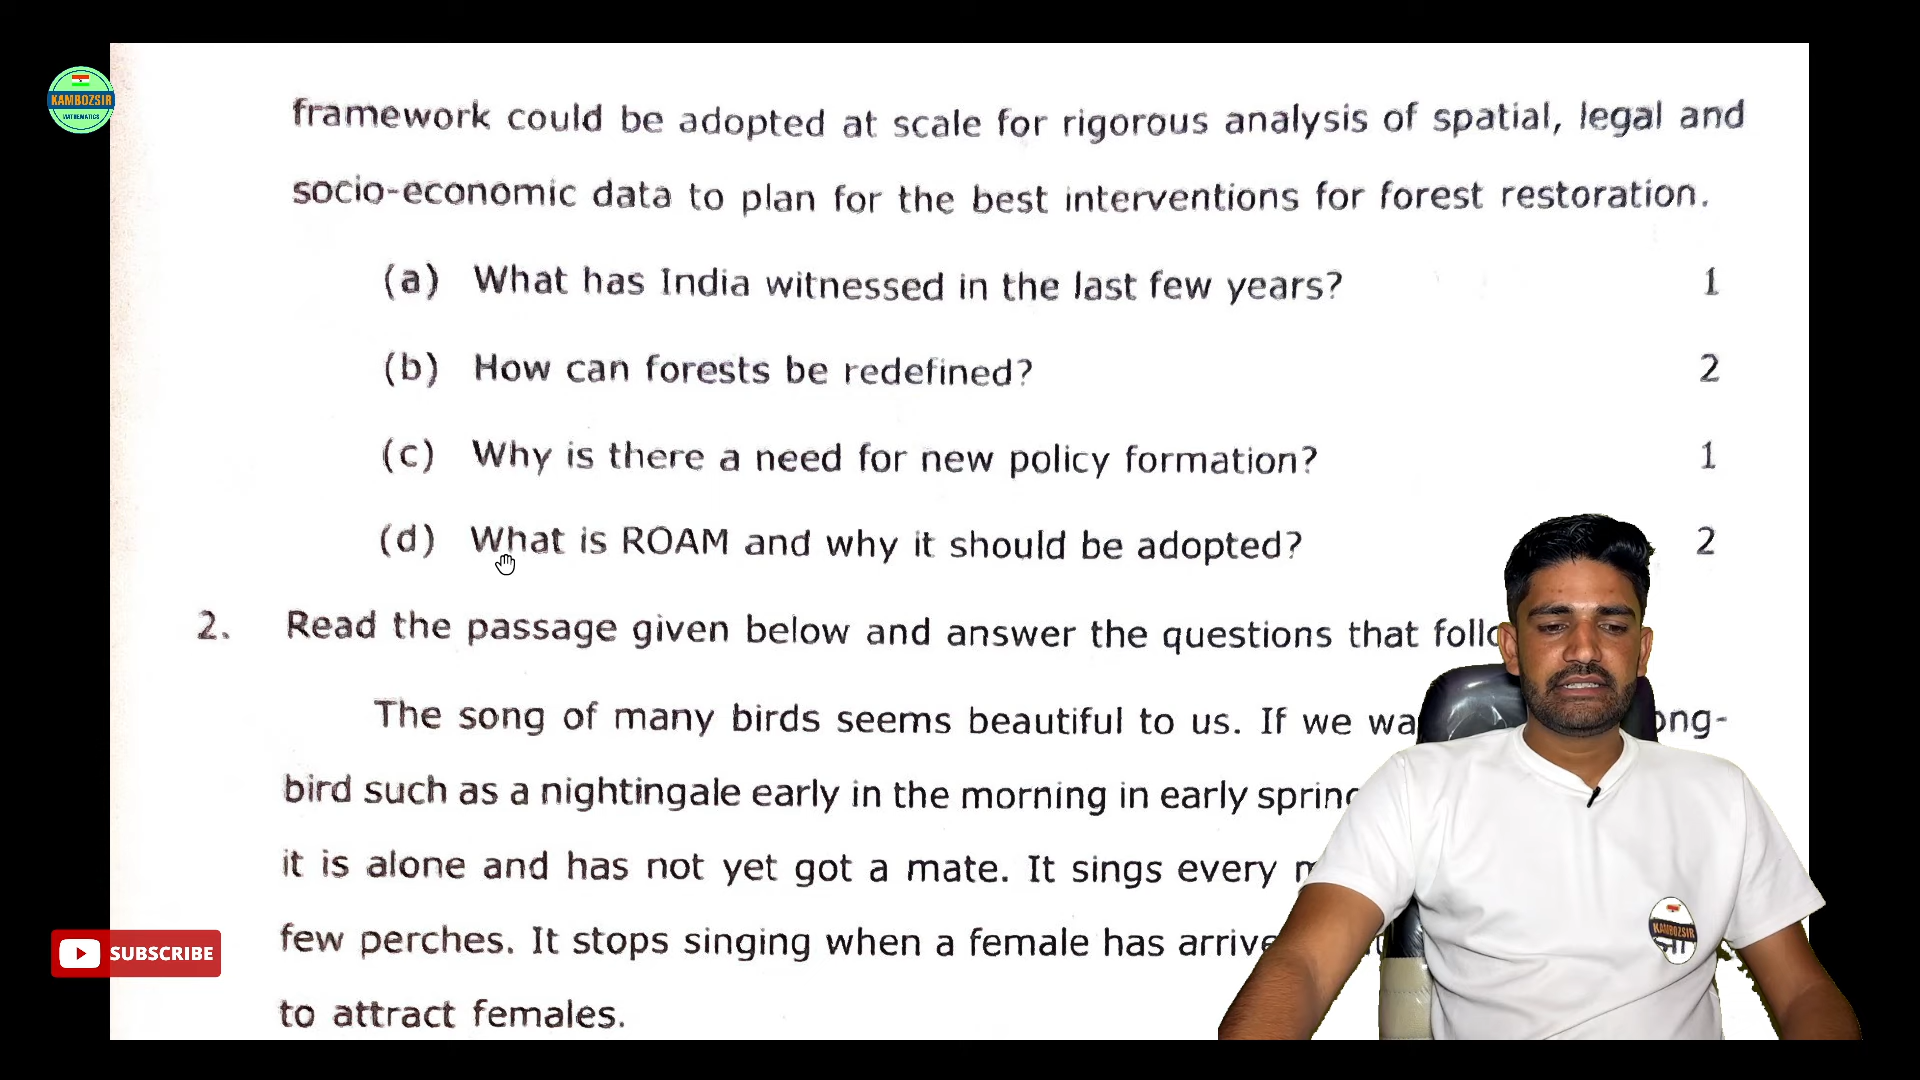 KAMBOZSIR
MATHEMATICS
framework could be adopted at scale for rigorous analysis of spatial, legal and
socio-economic data to plan for the best interventions for forest restoration.
(a) What has India witnessed in the last few years? 1
(b) How can forests be redefined? 2
(c) Why is there a need for new policy formation? 1
(d) What is ROAM and why it should be adopted? 2
2. Read the passage given below and answer the questions that
The song of many birds seems beautiful to us. If we ong-
bird such as a nightingale early in the morning in early
it is alone and has not yet got a mate. It sings every
few perches. It stops singing when a female has
to attract females.
SUBSCRIBE
KAMBOZSIR